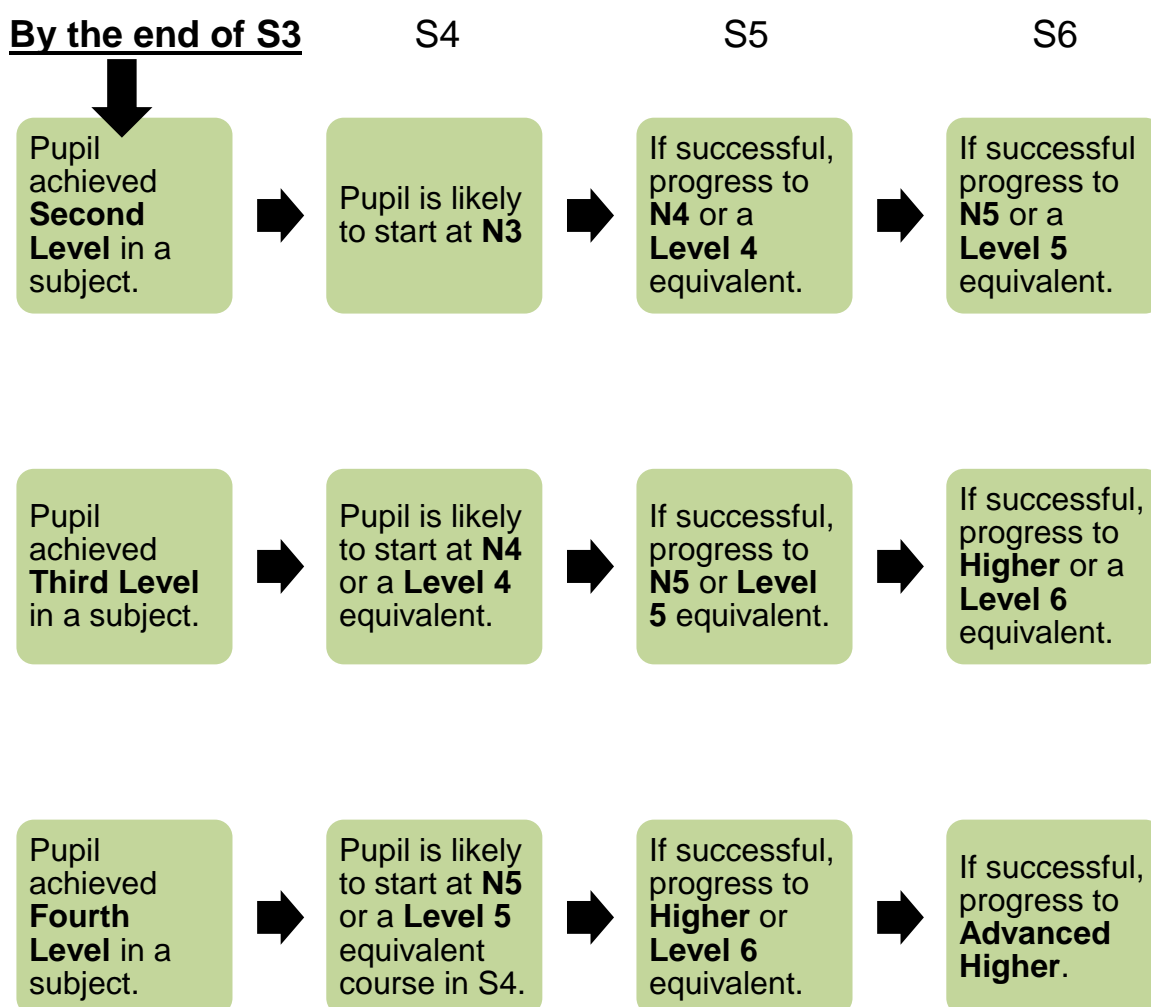 By the end of S3
S4
S5
S6
Pupil
achieved
Second
Level in a
subject.
Pupil is likely
to start at N3
If successful,
progress to
N4 or a
Level 4
equivalent.
If successful
progress to
N5 or a
Level 5
equivalent.
Pupil
achieved
Third Level
in a subject.
Pupil is likely
to start at N4
or a Level 4
equivalent.
If successful,
progress to
N5 or Level
5 equivalent.
If successful,
progress to
Higher or a
Level 6
equivalent.
Pupil
achieved
Fourth
Level in a
subject.
Pupil is likely
to start at N5
or a Level 5
equivalent
course in S4.
If successful,
progress to
Higher or
Level 6
equivalent.
If successful,
progress to
Advanced
Higher.